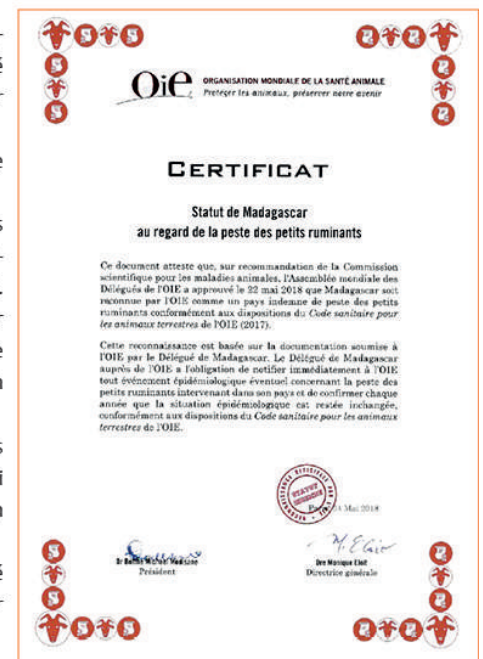 OiE
ORGANISATION MONDIALE DE LA SANTÉ ANIMALE
Protéger les animaux, préserver notre avenir
CERTIFICAT
Statut de Madagascar
au regard de la peste des petits ruminants
Ce document atteste que, sur recommandation de la Commission
scientifique pour les maladies animales, l'Assemblée mondiale des
Délégués de l'OIE a approuvé le 22 mai 2018 que Madagascar soit
reconnue par l'OIE comme un pays indemne de peste des petits
ruminants conformément aux dispositions du Code sanitaire pour
les animaux terrestres de l'OIE (2017).
Cette reconnaissance est basée sur la documentation soumise à
l'OIE par le Délégué de Madagascar. Le Délégué de Madagascar
auprès de l'OIE a l'obligation de notifier immédiatement à l'OIE
tout événement épidémiologique éventuel concernant la peste des
petits ruminants intervenant dans son pays et de confirmer chaque
année que la situation épidémiologique est restée inchangée,
conformément aux dispositions du Code sanitaire pour les animaux
terrestres de l'OIE.
STATUT
Mai 2018
Dr
Dre Monique Eloit
Président
Directrice générale